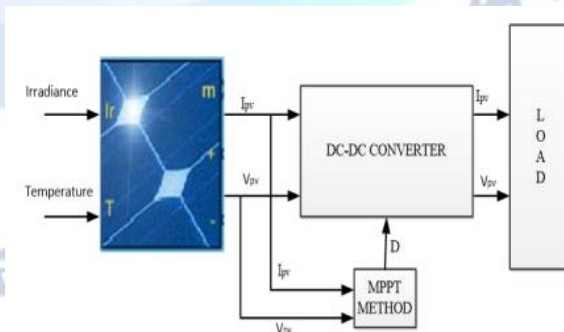 Irradiance
Ir
m
Ipv
Ipv
DC-DC CONVERTER
L
O
A
D
+
Temperature
Vpv
Vpv
T
-
D
Ipv
MPPT
METHOD
Vpv